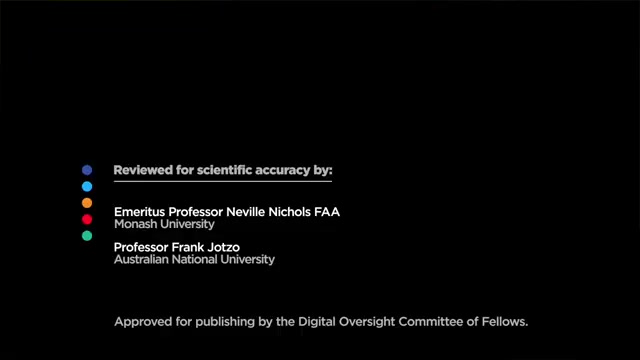 Reviewed for scientific accuracy by:
Emeritus Professor Neville Nichols FAA
Monash University
Professor Frank Jotzo
Australian National University
Approved for publishing by the Digital Oversight Committee of Fellows.